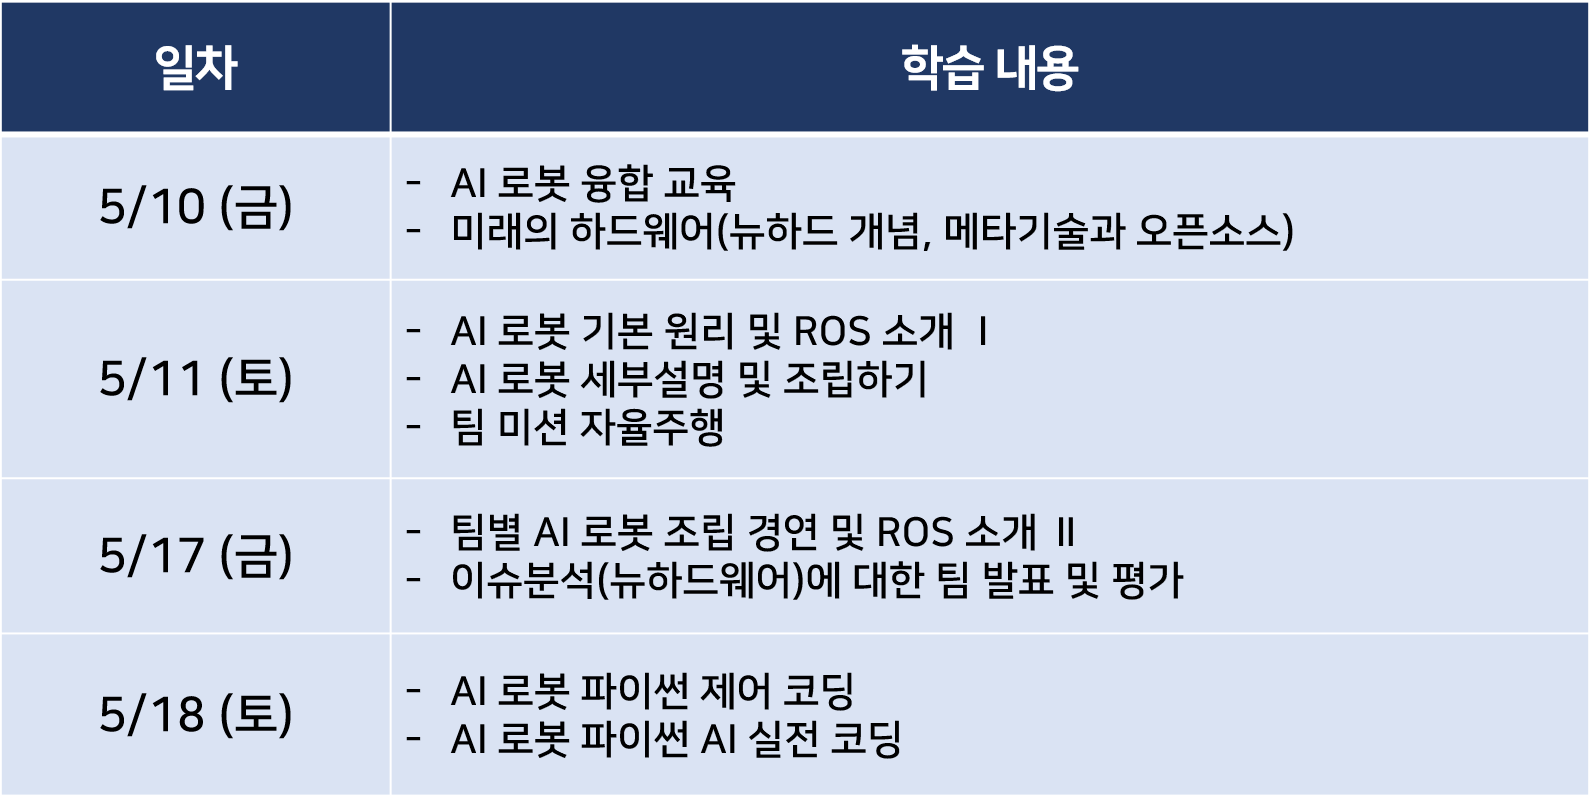 일차
학습 내용
5/10 (금)
- AI 로봇 융합 교육
- 미래의 하드웨어(뉴하드 개념, 메타기술과 오픈소스)
5/11 (토)
- AI 로봇 기본 원리 및 ROS 소개 Ⅰ
- AI 로봇 세부설명 및 조립하기
- 팀 미션 자율주행
5/17 (금)
- 팀별 AI 로봇 조립 경연 및 ROS 소개 Ⅱ
- 이슈분석(뉴하드웨어)에 대한 팀 발표 및 평가
5/18 (토)
- AI 로봇 파이썬 제어 코딩
- AI 로봇 파이썬 AI 실전 코딩